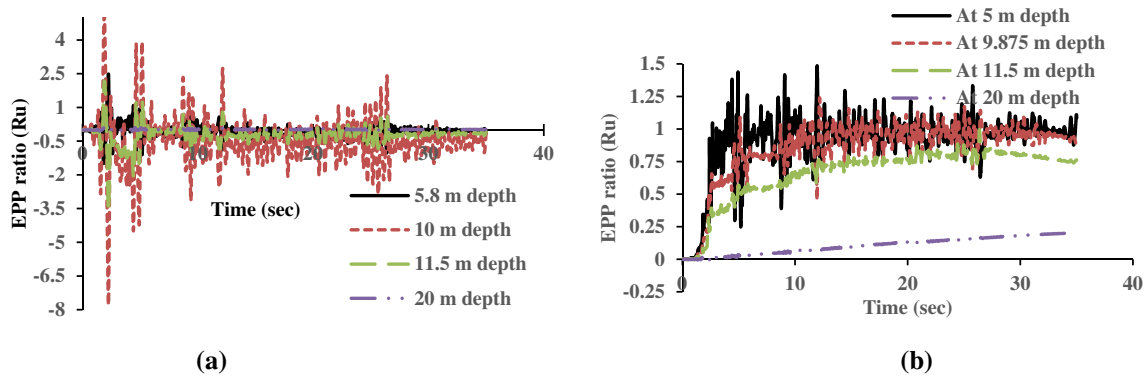 4
2.5
1
-0.5
-2
-3.5
-5
-6.5
-8
EPP ratio (Ru)
0
10
20
30
40
Time (sec)
5.8 m depth
10 m depth
11.5 m depth
20 m depth
(a)
At 5 m depth
At 9.875 m depth
At 11.5 m depth
At 20 m depth
1.5
1.25
1
0.75
0.5
0.25
0
-0.25
EPP ratio (Ru)
0
10
20
30
40
Time (sec)
(b)